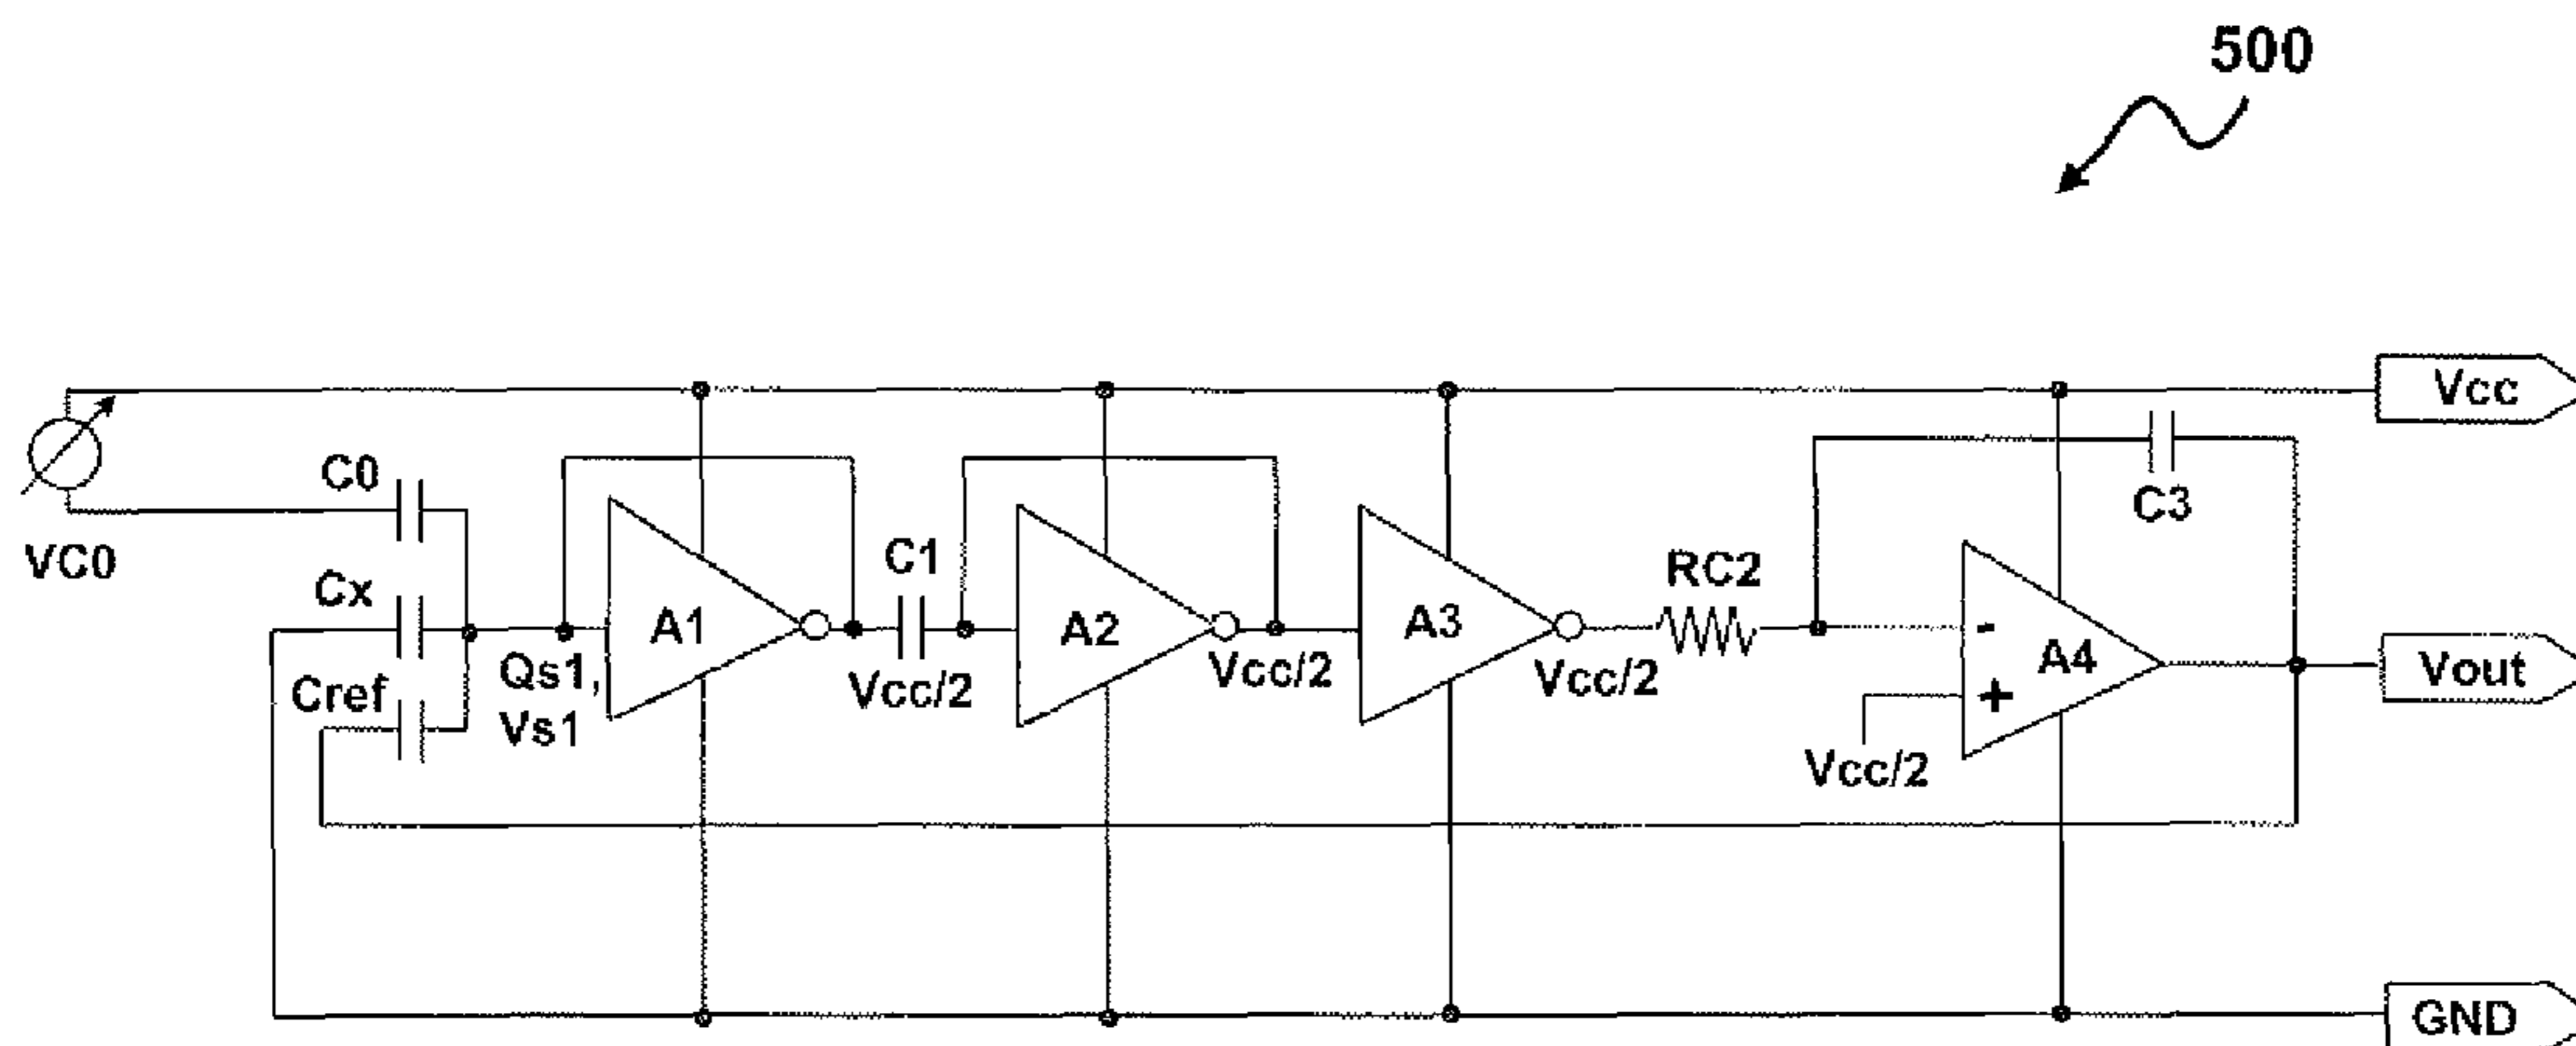 500
Vcc
C0
C3
VC0
C1
RC2
Cx
A1
A2
A3
-
A4
Vout
Cref
Qs1,
Vs1
Vcc/2
Vcc/2
Vcc/2
+
Vcc/2
GND